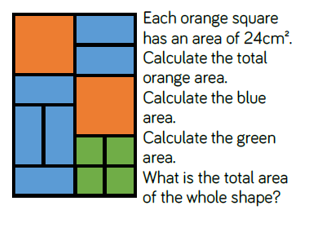 Each orange square
has an area of 24cm².
Calculate the total
orange area.
Calculate the blue
area.
Calculate the green
area.
What is the total area
of the whole shape?